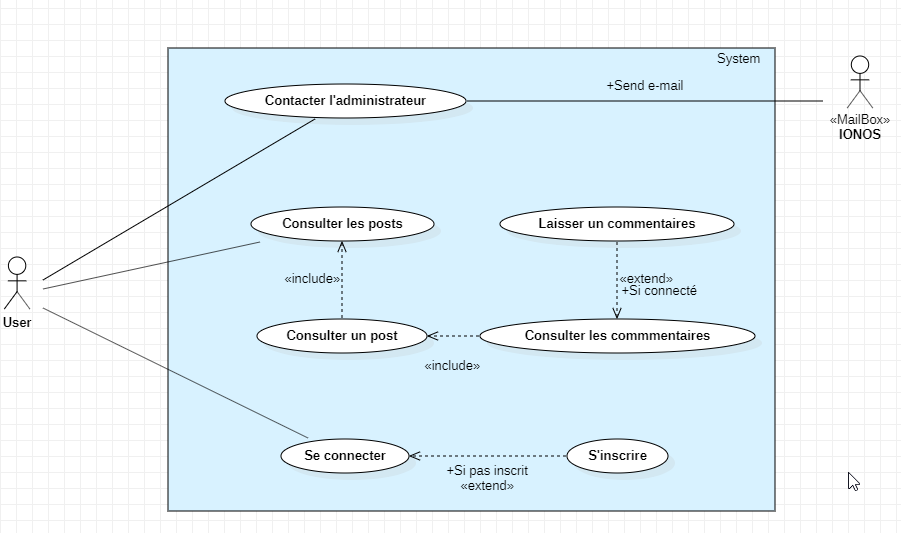 System
Contacter l'administrateur
+Send e-mail
«MailBox»
IONOS
Consulter les posts
Laisser un commentaires
«include»
«extend»
+Si connecté
User
Consulter un post
Consulter les commmentaires
«include»
Se connecter
S'inscrire
+Si pas inscrit
«extend»